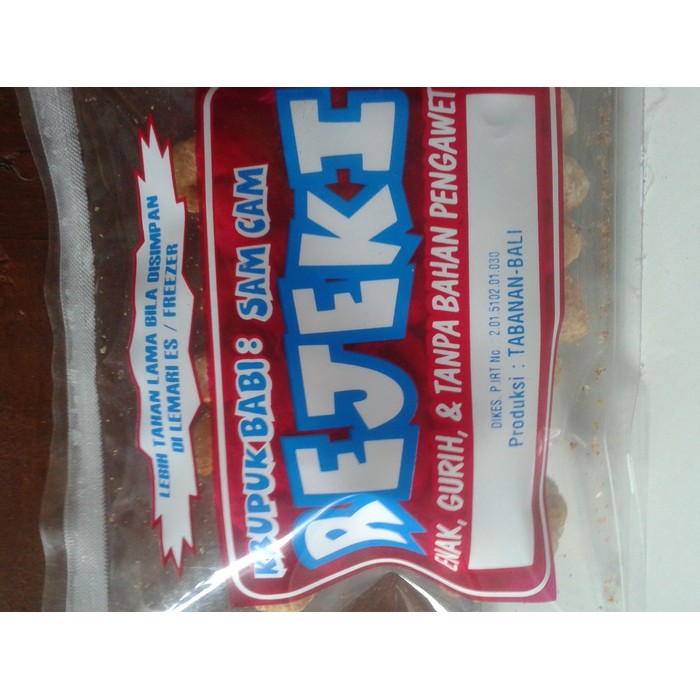 LEBIH TAHAN LAMA BILA DISIMPAN
DI LEMARI ES / FREEZER
KRUPUK BABI : SAM CAM
REJEKI
ENAK, GURIH, & TANPA BAHAN PENGAWET
DIKES. P.IRT No 2.01 5102.01.030
Produksi : TABANAN-BALI